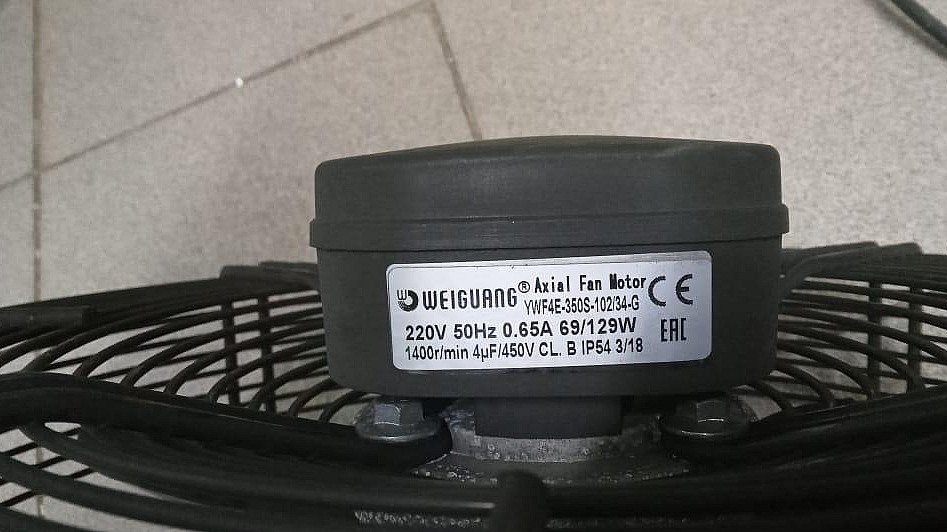 WEIGUANG® Axial Fan Motor CE
YWF4E-350S-102/34-G
220V 50Hz 0.65A 69/129W EAC
1400r/min 4µF/450V CL. B IP54 3/18